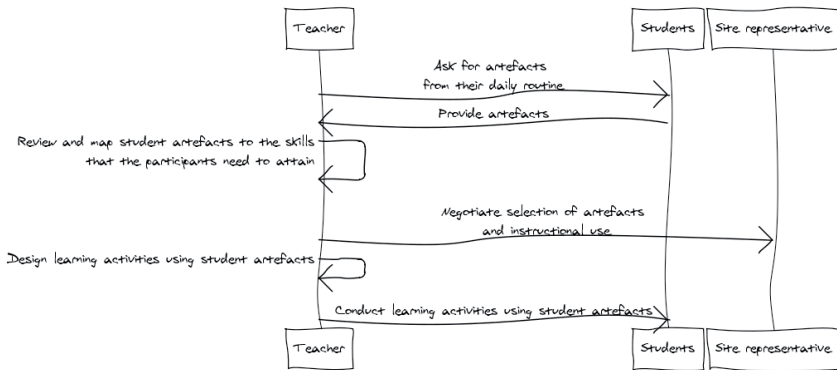 Teacher
Students
Site representative
Ask for artefacts
from their daily routine
Provide artefacts
Review and map student artefacts to the skills
that the participants need to attain
Negotiate selection of artefacts
and instructional use
Design learning activities using student artefacts
Conduct learning activities using student artefacts
Teacher
Students
Site representative